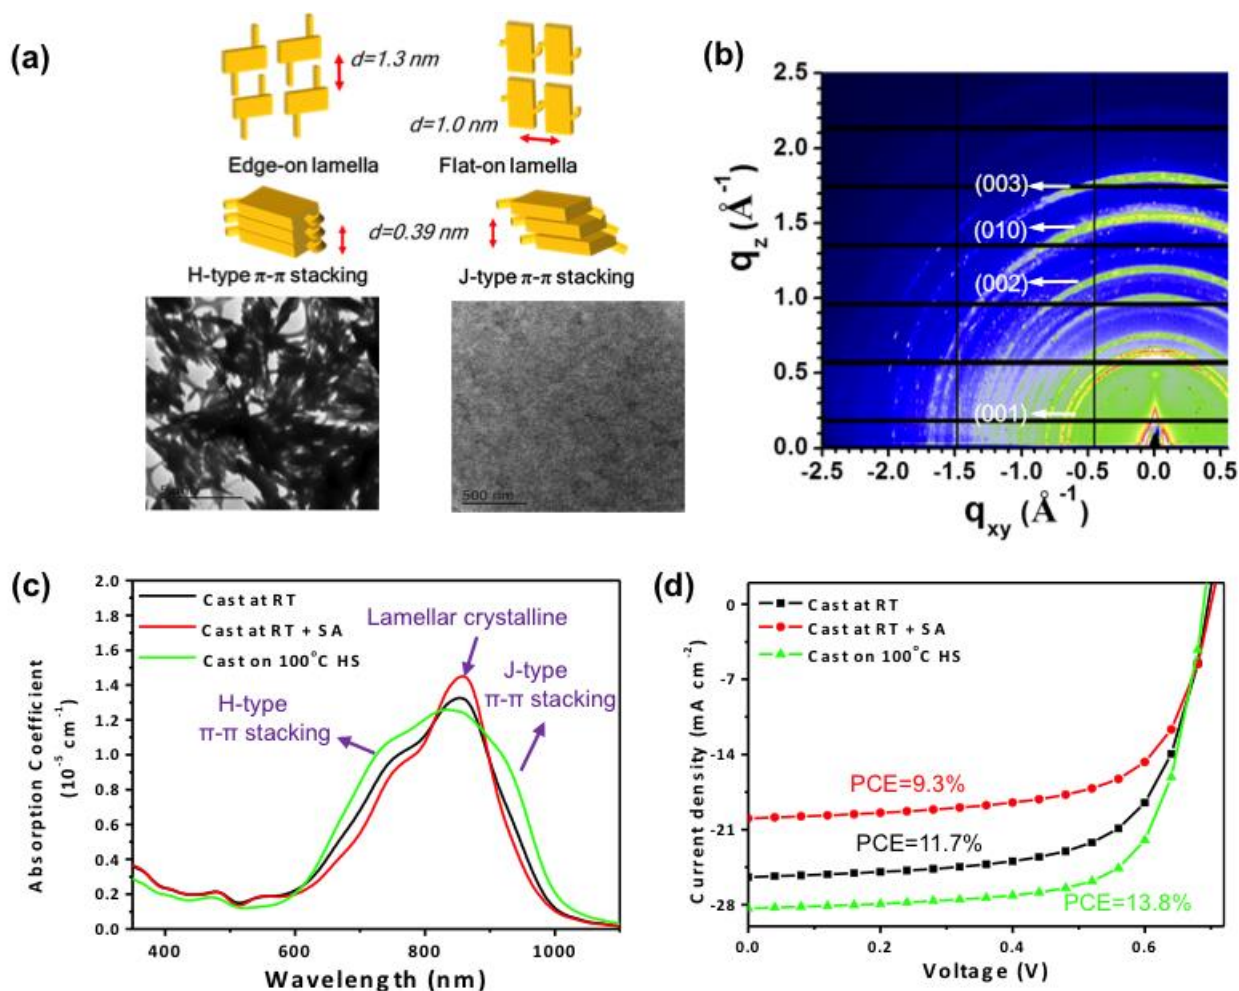 (a)
d=1.3 nm
d=1.0 nm
Edge-on lamella
Flat-on lamella
d=0.39 nm
H-type π-π stacking
J-type π-π stacking
500 nm
(b)
2.5
2.0
1.5
1.0
0.5
0.0
qz (Å-1)
(003)
(010)
(002)
(001)
-2.5 -2.0 -1.5 -1.0 -0.5 0.0 0.5
qxy (Å-1)
(c)
2.0
1.8
1.6
1.4
1.2
1.0
0.8
0.6
0.4
0.2
0.0
Absorption Coefficient
(10-5 cm-1)
Cast at RT
Cast at RT + SA
Cast on 100°C HS
Lamellar crystalline
J-type
π-π stacking
H-type
π-π stacking
400 600 800 1000
Wavelength (nm)
(d)
0
-7
-14
-21
-28
Current density (mA cm-2)
Cast at RT
Cast at RT + SA
Cast on 100°C HS
PCE=9.3%
PCE=11.7%
PCE=13.8%
0.0 0.2 0.4 0.6
Voltage (V)